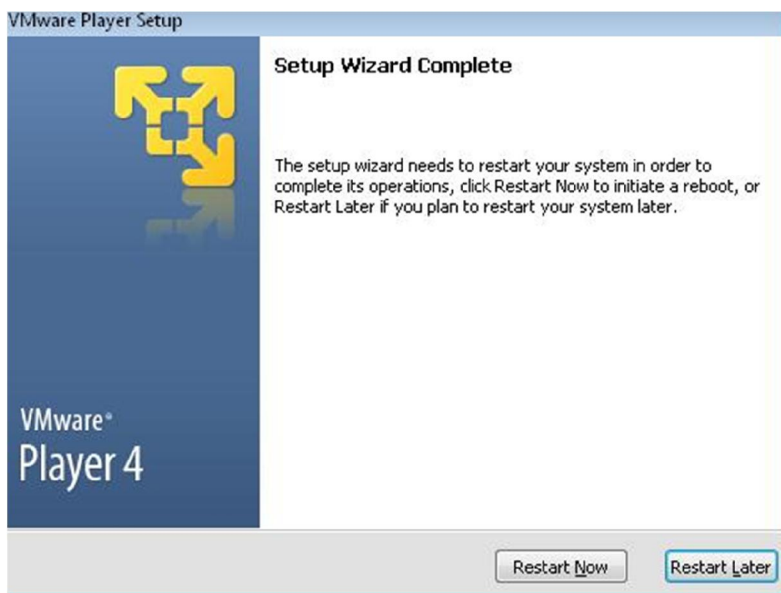 VMware Player Setup
Setup Wizard Complete
The setup wizard needs to restart your system in order to
complete its operations, click Restart Now to initiate a reboot, or
Restart Later if you plan to restart your system later.
VMware®
Player 4
Restart Now
Restart Later